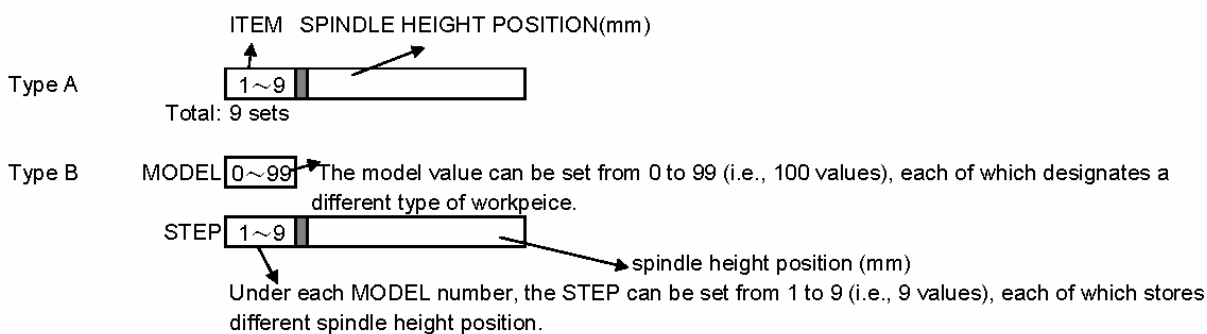 ITEM SPINDLE HEIGHT POSITION(mm)
Type A 1～9
Total: 9 sets
Type B MODEL 0～99 The model value can be set from 0 to 99 (i.e., 100 values), each of which designates a
different type of workpeice.
STEP 1～9
spindle height position (mm)
Under each MODEL number, the STEP can be set from 1 to 9 (i.e., 9 values), each of which stores
different spindle height position.